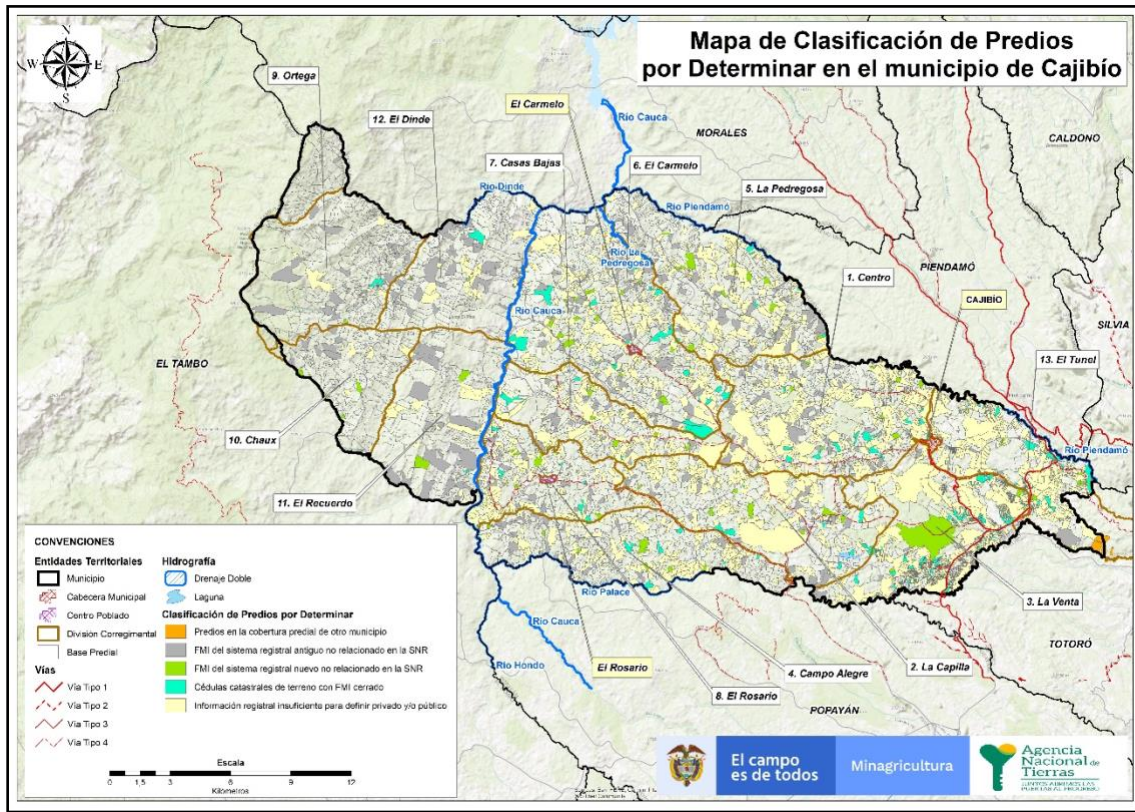 Mapa de Clasificación de Predios
por Determinar en el municipio de Cajibío
N
W
E
S
9. Ortega
12. El Dinde
El Carmelo
7. Casas Bajas
6. El Carmelo
Río Cauca
MORALES
CALDONO
5. La Pedregosa
Río Dinde
Río Piendamó
Río La
Pedregosa
PIENDAMÓ
1. Centro
CAJIBÍO
SILVIA
Río Cauca
EL TAMBO
13. El Tunel
10. Chaux
Río Piendamó
11. El Recuerdo
3. La Venta
TOTORÓ
Río Palace
Río Cauca
El Rosario
4. Campo Alegre
2. La Capilla
Río Hondo
8. El Rosario
POPAYÁN
CONVENCIONES
Entidades Territoriales
Municipio
Cabecera Municipal
Centro Poblado
División Corregimental
Base Predial
Vías
Vía Tipo 1
Vía Tipo 2
Vía Tipo 3
Vía Tipo 4
Hidrografía
Drenaje Doble
Laguna
Clasificación de Predios por Determinar
Predios en la cobertura predial de otro municipio
FMI del sistema registral antiguo no relacionado en la SNR
FMI del sistema registral nuevo no relacionado en la SNR
Cédulas catastrales de terreno con FMI cerrado
Información registral insuficiente para definir privado y/o público
Escala
0 1,5 3 6 9 12
Kilómetros
El campo
es de todos
Minagricultura
Agencia
Nacional de
Tierras
JUNTOS ABRIMOS LAS
PUERTAS AL PROGRESO